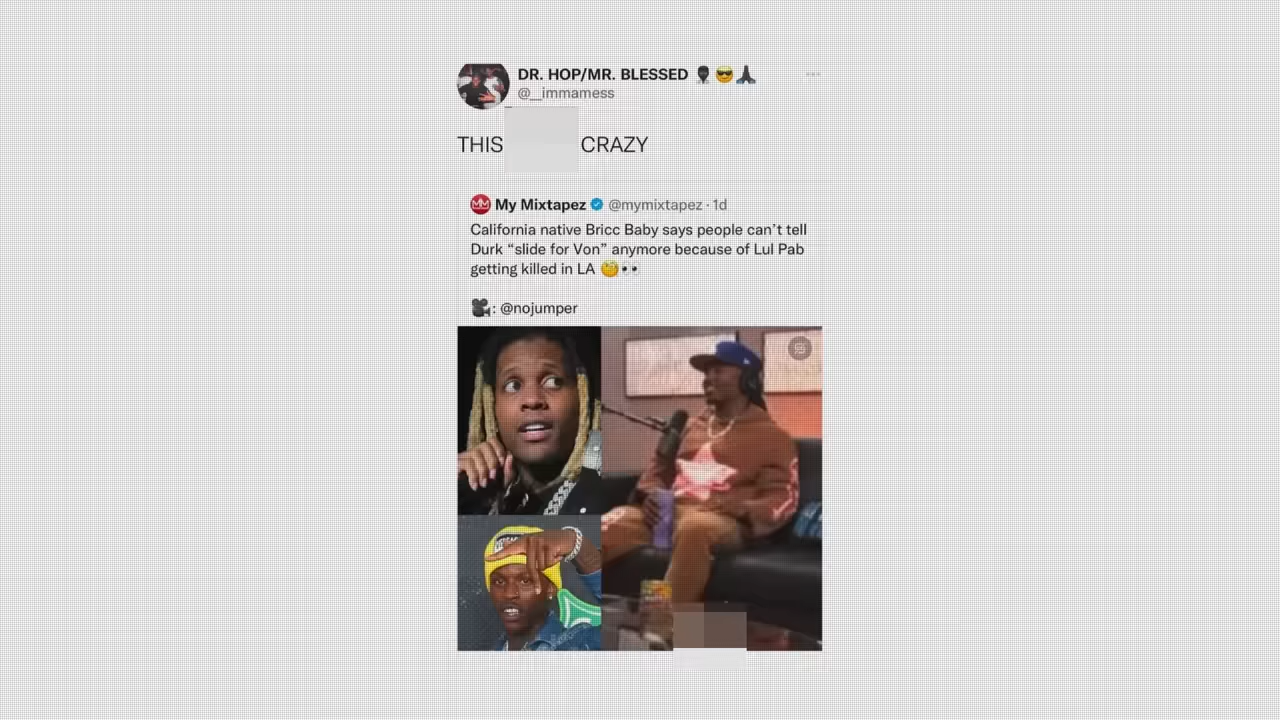 DR. HOP/MR. BLESSED
@__immamess
THIS CRAZY
My Mixtapez @mymixtapez · 1d
California native Bricc Baby says people can't tell
Durk “slide for Von” anymore because of Lul Pab
getting killed in LA 🧐👀
🎥: @nojumper